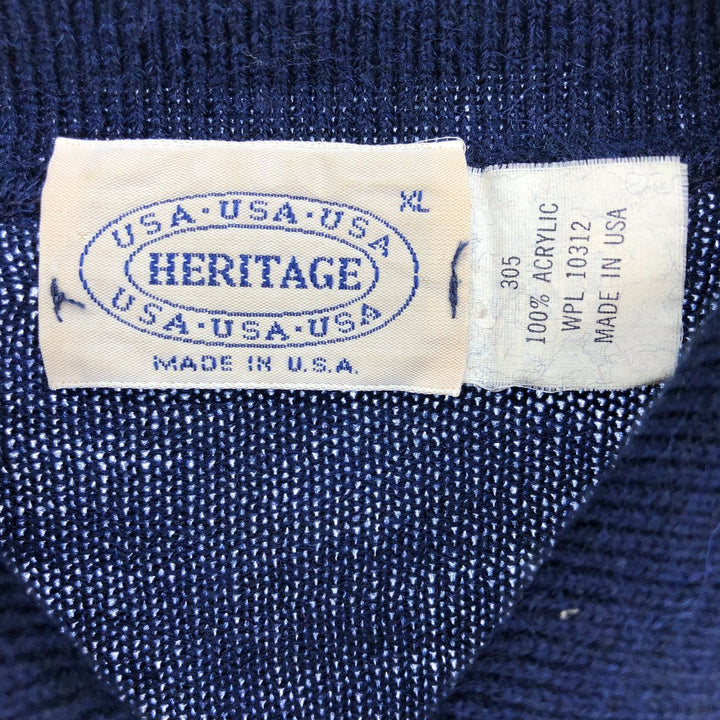 XL
USA·USA·USA
HERITAGE
USA·USA·USA
MADE IN U.S.A.
305
100% ACRYLIC
WPL 10312
MADE IN USA